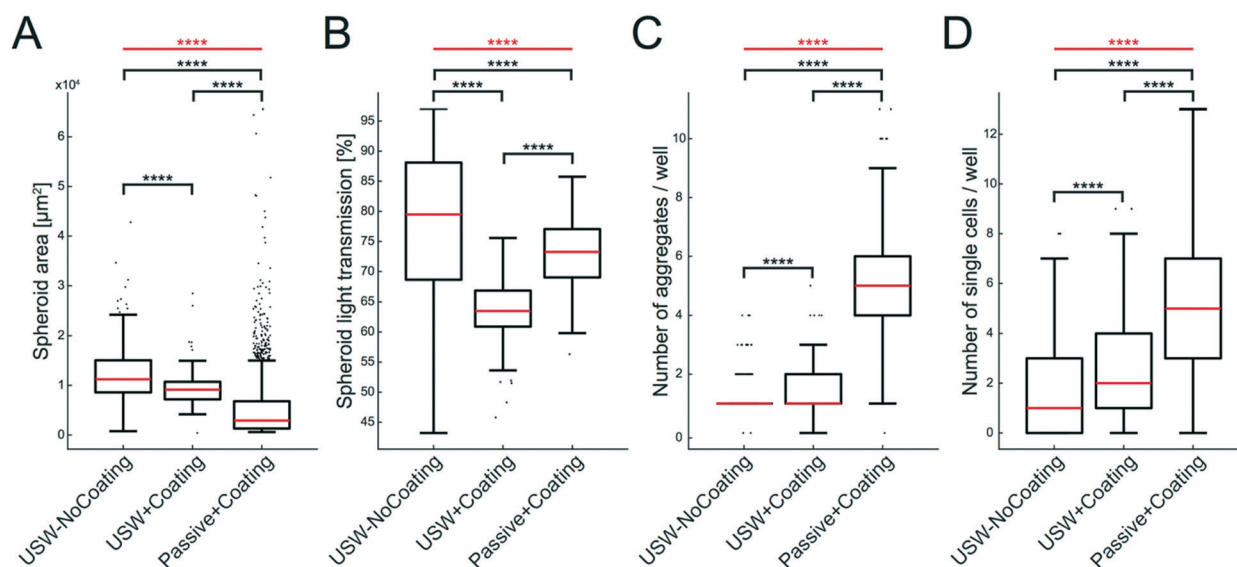 A
B
C
D
****
****
****
****
x10⁴
6
4
2
0
Spheroid area [µm²]
USW-NoCoating
USW+Coating
Passive+Coating
****
****
****
****
95
90
85
80
75
70
65
60
55
50
45
Spheroid light transmission [%]
USW-NoCoating
USW+Coating
Passive+Coating
****
****
****
****
10
8
6
4
2
0
Number of aggregates / well
USW-NoCoating
USW+Coating
Passive+Coating
****
****
****
****
12
10
8
6
4
2
0
Number of single cells / well
USW-NoCoating
USW+Coating
Passive+Coating